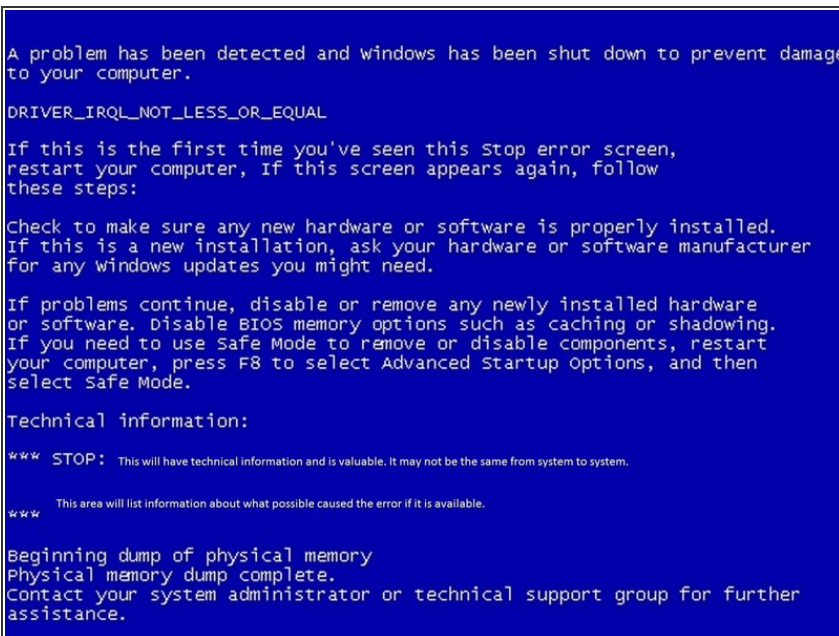 A problem has been detected and Windows has been shut down to prevent damage
to your computer.
DRIVER_IRQL_NOT_LESS_OR_EQUAL
If this is the first time you've seen this Stop error screen,
restart your computer, If this screen appears again, follow
these steps:
Check to make sure any new hardware or software is properly installed.
If this is a new installation, ask your hardware or software manufacturer
for any Windows updates you might need.
If problems continue, disable or remove any newly installed hardware
or software. Disable BIOS memory options such as caching or shadowing.
If you need to use Safe Mode to remove or disable components, restart
your computer, press F8 to select Advanced Startup Options, and then
select Safe Mode.
Technical information:
*** STOP: This will have technical information and is valuable. It may not be the same from system to system.
*** This area will list information about what possible caused the error if it is available.
Beginning dump of physical memory
Physical memory dump complete.
Contact your system administrator or technical support group for further
assistance.